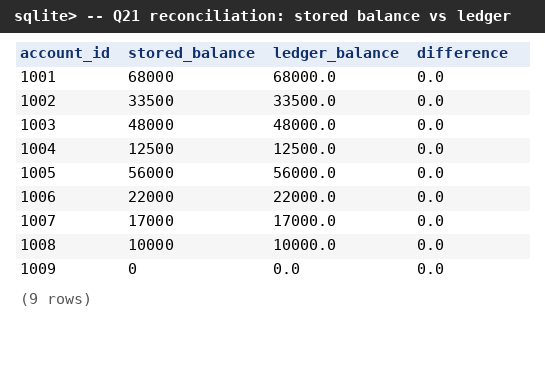 sqlite> -- Q21 reconciliation: stored balance vs ledger
account_id stored_balance ledger_balance difference
1001 68000 68000.0 0.0
1002 33500 33500.0 0.0
1003 48000 48000.0 0.0
1004 12500 12500.0 0.0
1005 56000 56000.0 0.0
1006 22000 22000.0 0.0
1007 17000 17000.0 0.0
1008 10000 10000.0 0.0
1009 0 0.0 0.0
(9 rows)